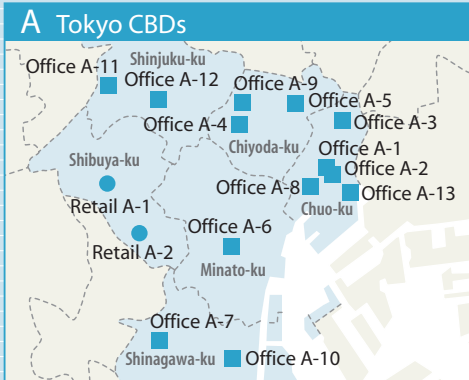 A Tokyo CBDs
Shinjuku-ku
Office A-11
Office A-12
Office A-9
Office A-5
Office A-4
Office A-3
Chiyoda-ku
Office A-1
Shibuya-ku
Office A-2
Office A-8
Office A-13
Retail A-1
Chuo-ku
Office A-6
Retail A-2
Minato-ku
Office A-7
Shinagawa-ku
Office A-10